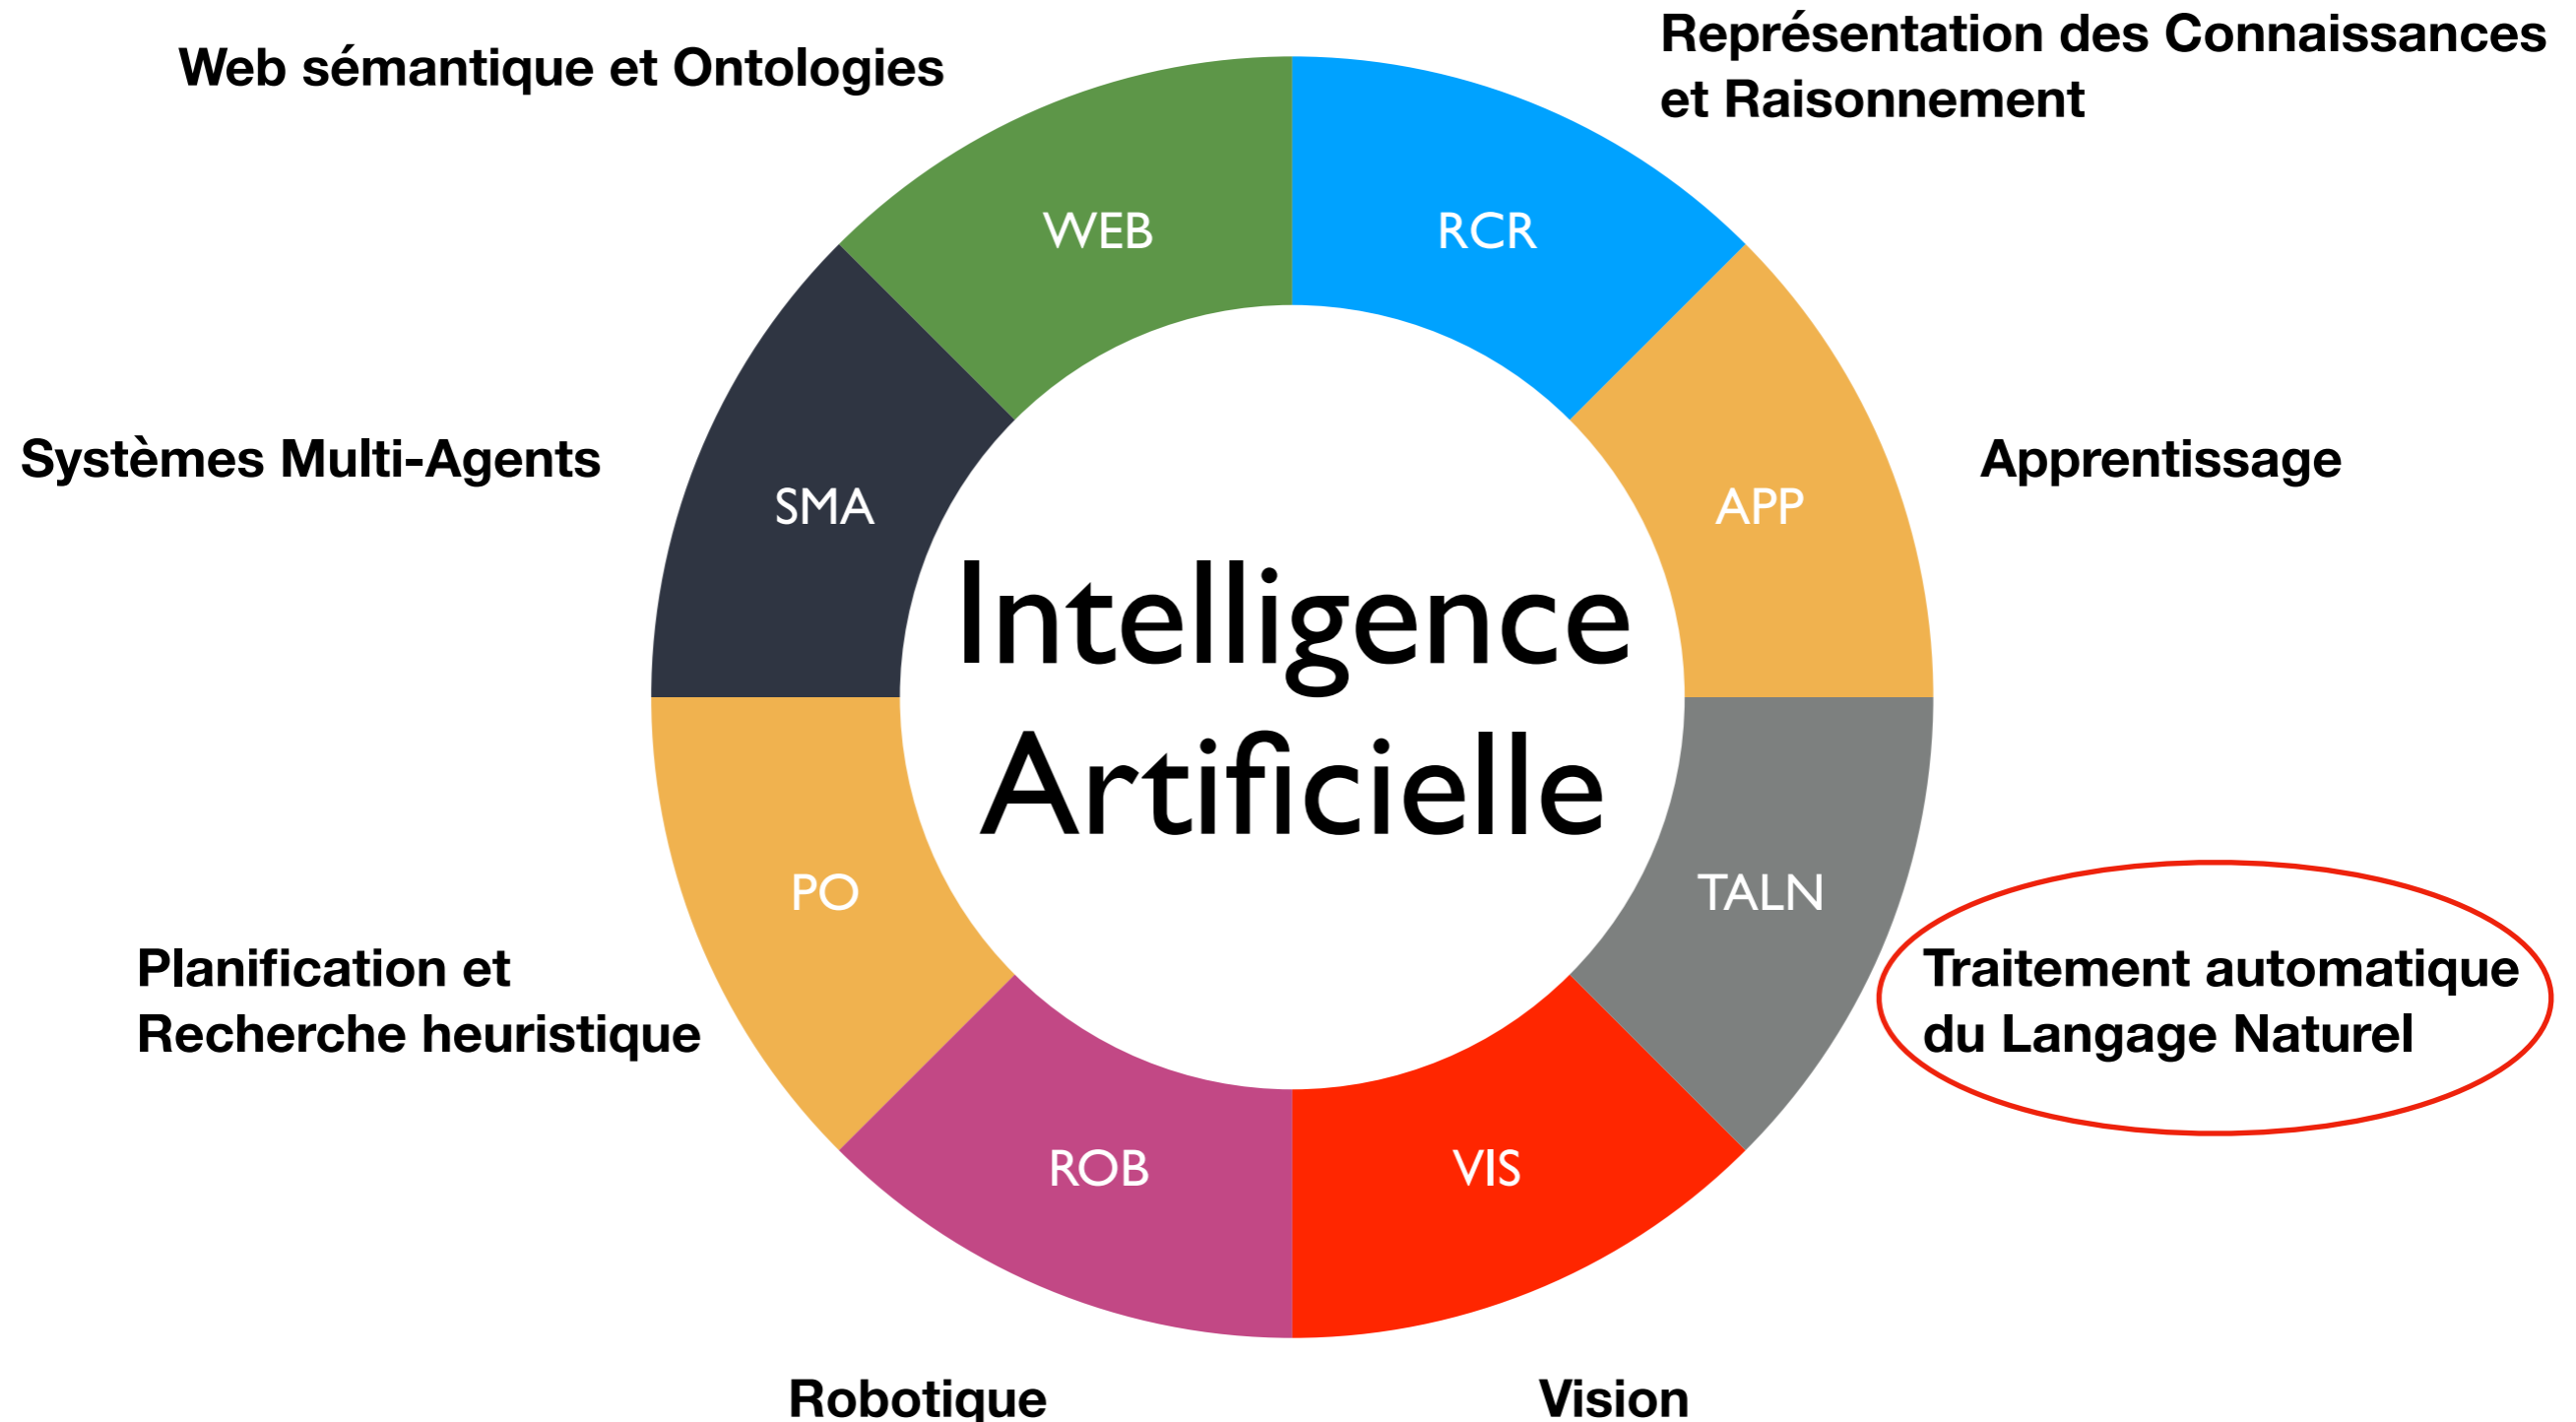 Web sémantique et Ontologies
Représentation des Connaissances
et Raisonnement
WEB
RCR
Systèmes Multi-Agents
Apprentissage
SMA
APP
Intelligence
Artificielle
PO
TALN
Planification et
Recherche heuristique
Traitement automatique
du Langage Naturel
ROB
VIS
Robotique
Vision